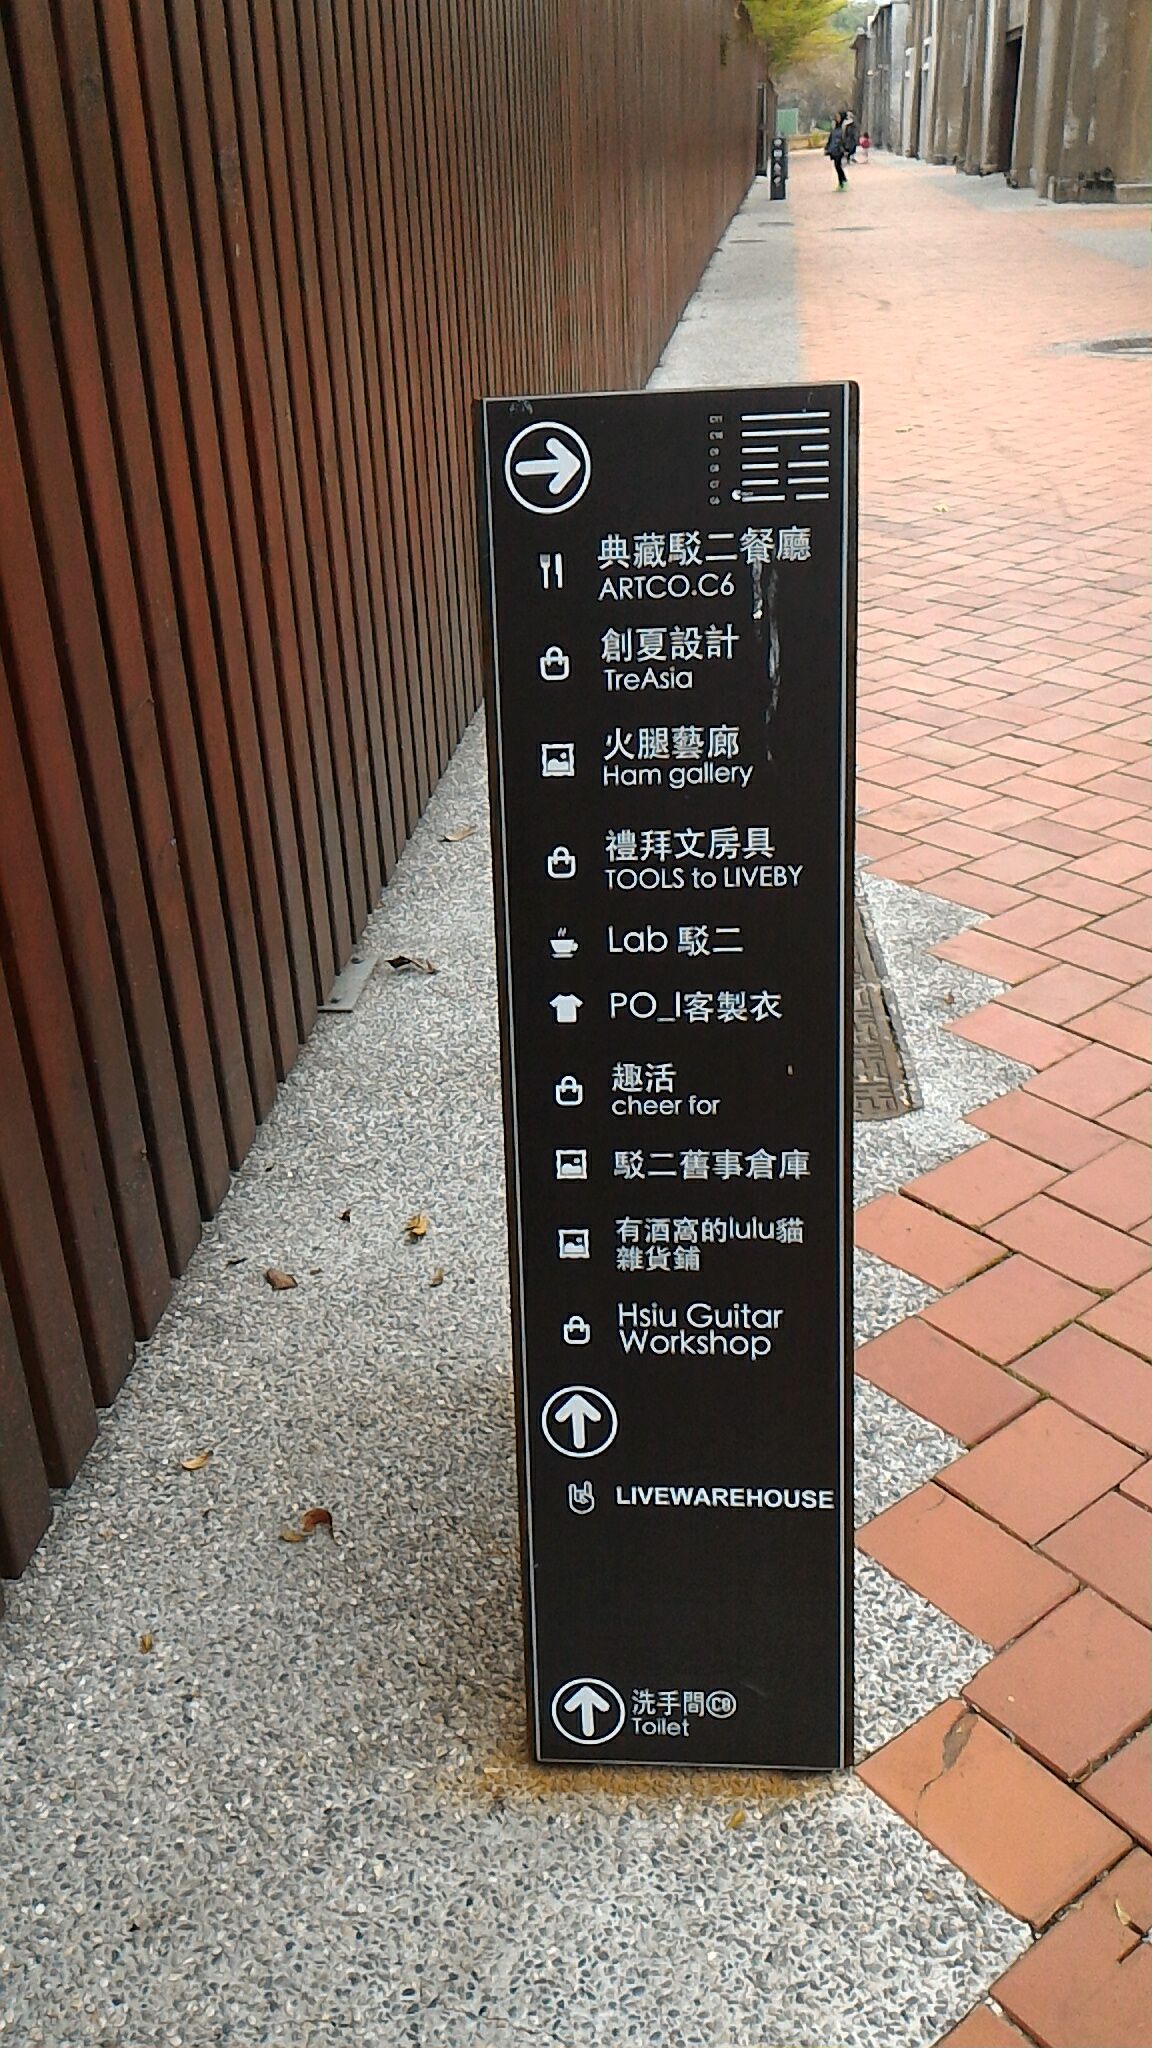 典藏駁二餐廳
ARTCO.C6
創夏設計
TreAsia
火腿藝廊
Ham gallery
禮拜文房具
TOOLS to LIVEBY
Lab 駁二
PO_I客製衣
趣活
cheer for
駁二舊事倉庫
有酒窩的lulu貓
雜貨鋪
Hsiu Guitar
Workshop
LIVEWAREHOUSE
洗手間C8
Toilet